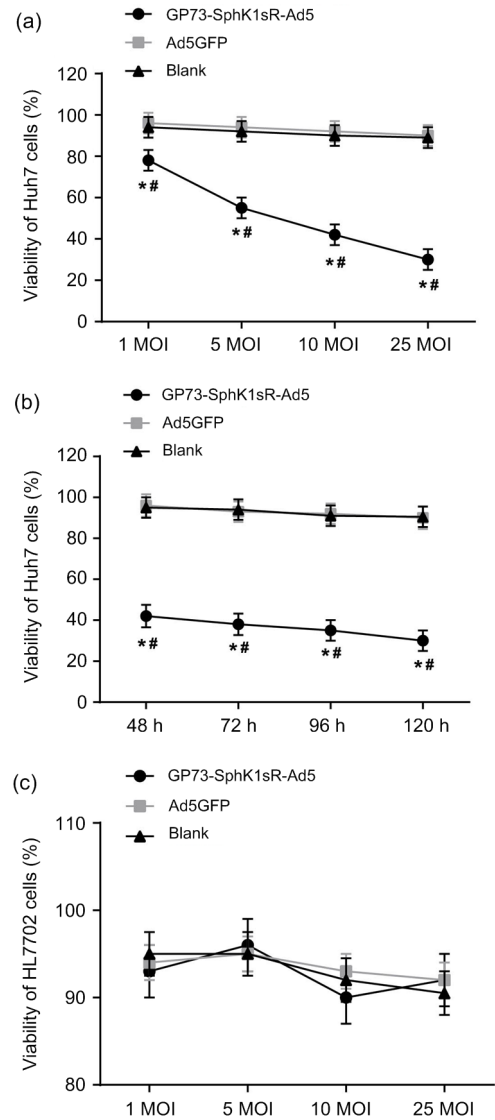 (a)
GP73-SphK1sR-Ad5
Ad5GFP
Blank
Viability of Huh7 cells (%)
120
100
80
60
40
20
0
*# *# *# *#
1 MOI 5 MOI 10 MOI 25 MOI
(b)
GP73-SphK1sR-Ad5
Ad5GFP
Blank
Viability of Huh7 cells (%)
120
100
80
60
40
20
0
*# *# *# *#
48 h 72 h 96 h 120 h
(c)
GP73-SphK1sR-Ad5
Ad5GFP
Blank
Viability of HL7702 cells (%)
110
100
90
80
1 MOI 5 MOI 10 MOI 25 MOI